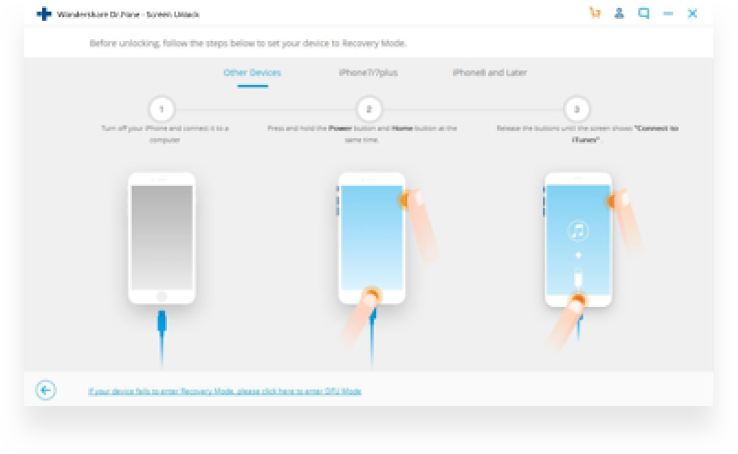 Wondershare Dr.Fone - Screen Unlock
Before unlocking, follow the steps below to set your device to Recovery Mode.
Other Devices
iPhone7/7plus
iPhone8 and Later
1
2
3
Turn off your iPhone and connect it to a
computer
Press and hold the Power button and Home button at the
same time.
Release the buttons until the screen shows "Connect to
iTunes".
If your device fails to enter Recovery Mode, please click here to enter DFU Mode